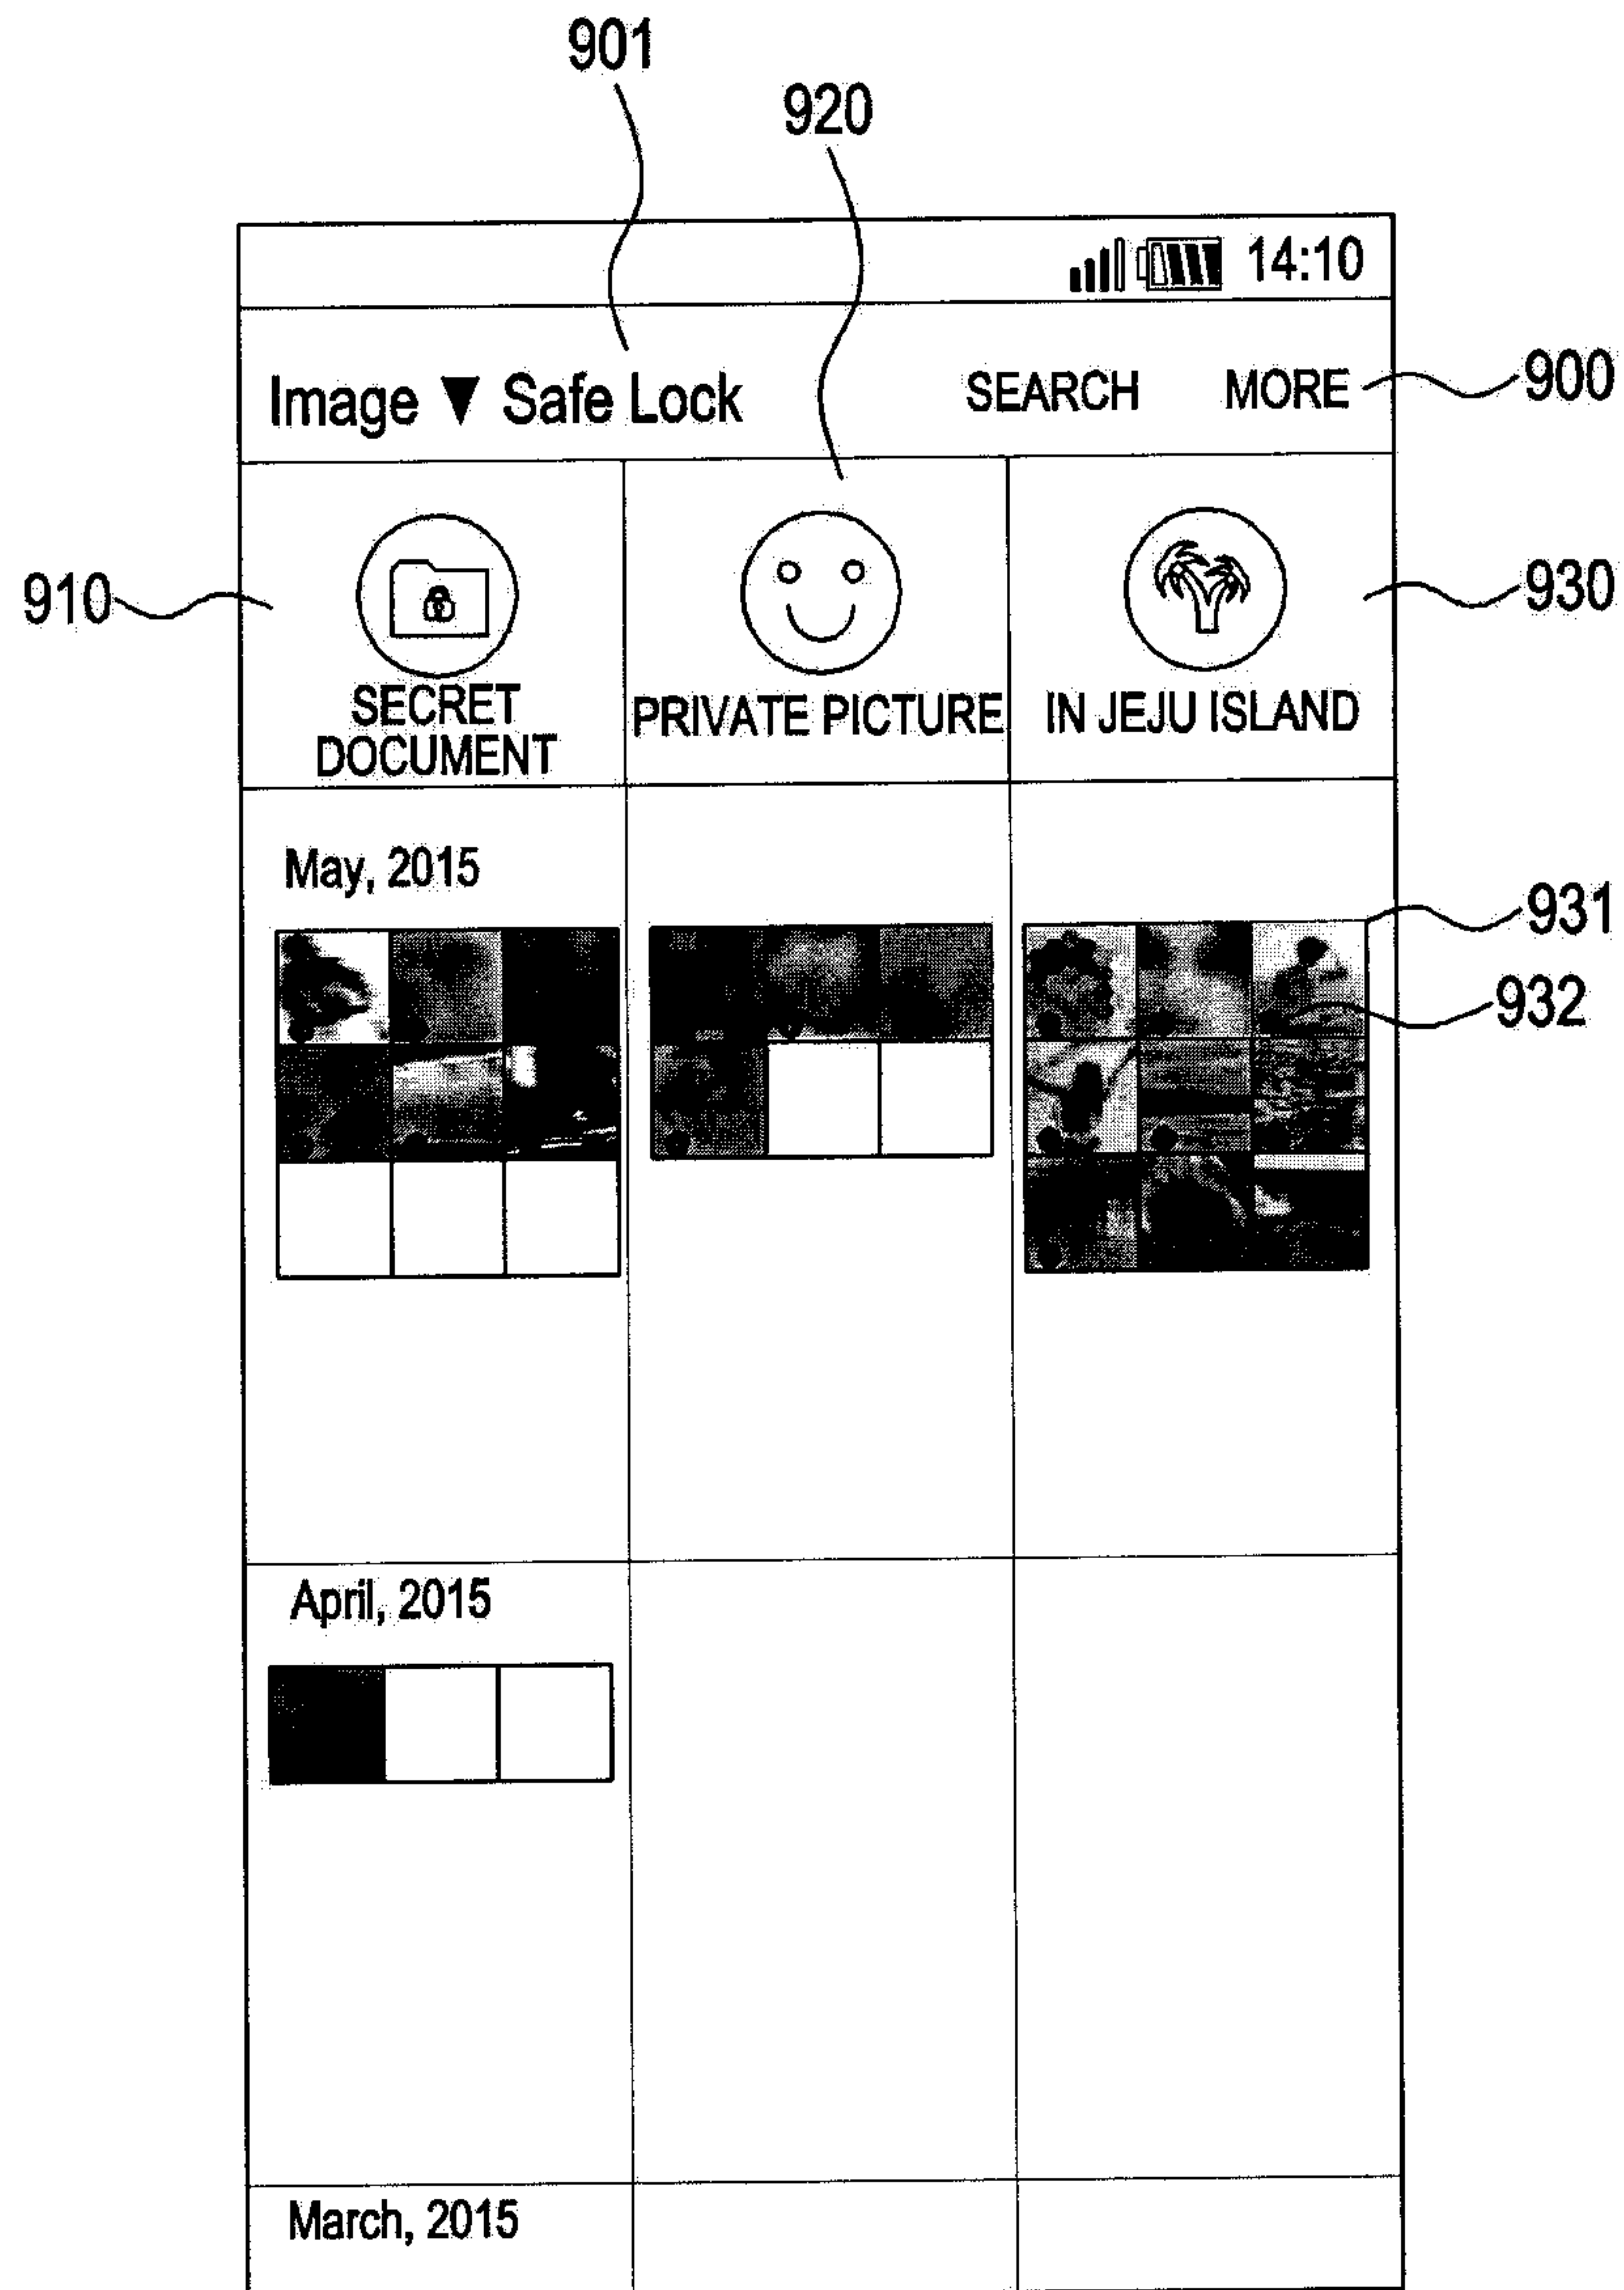 901
920
14:10
Image ▼ Safe Lock SEARCH MORE
900
910
930
SECRET
DOCUMENT
PRIVATE PICTURE
IN JEJU ISLAND
May, 2015
931
932
April, 2015
March, 2015